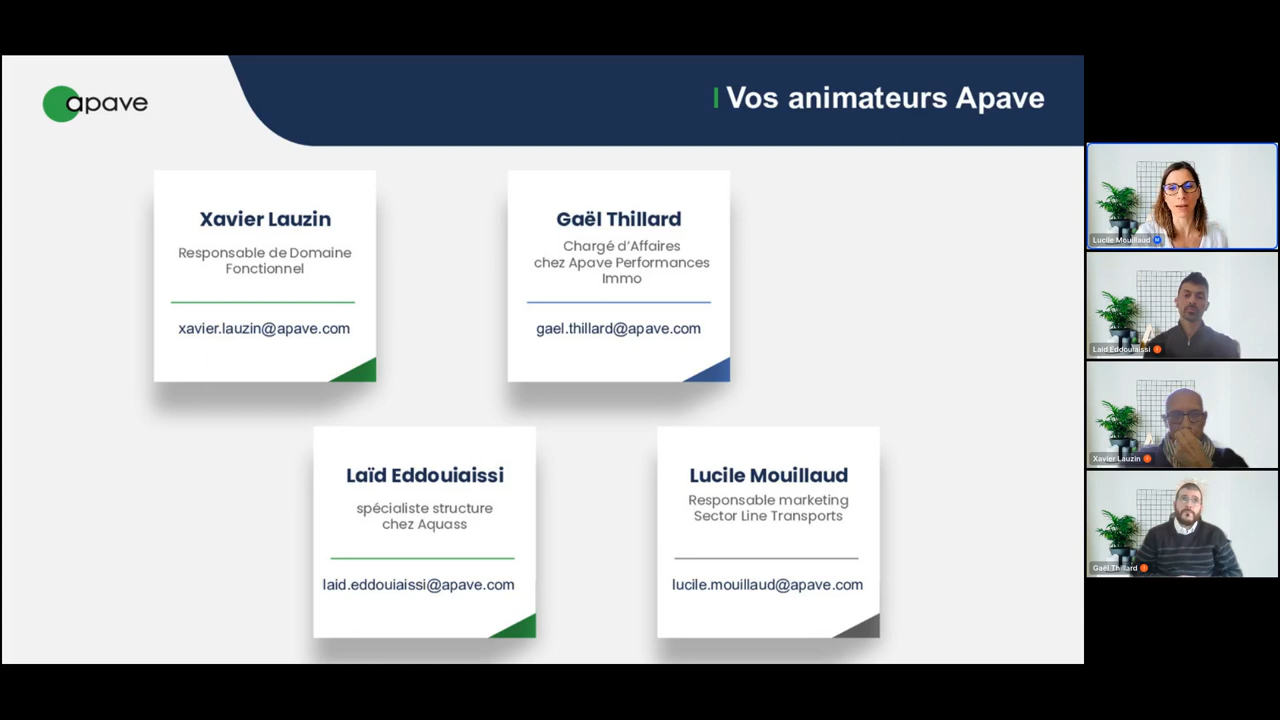 apave
Vos animateurs Apave
Xavier Lauzin
Responsable de Domaine
Fonctionnel
xavier.lauzin@apave.com
Gaël Thillard
Chargé d'Affaires
chez Apave Performances
Immo
gael.thillard@apave.com
Laïd Eddouiaissi
spécialiste structure
chez Aquass
laid.eddouiaissi@apave.com
Lucile Mouillaud
Responsable marketing
Sector Line Transports
lucile.mouillaud@apave.com
Lucile Mouillaud
Laïd Eddouiaissi
Xavier Lauzin
Gaël Thillard